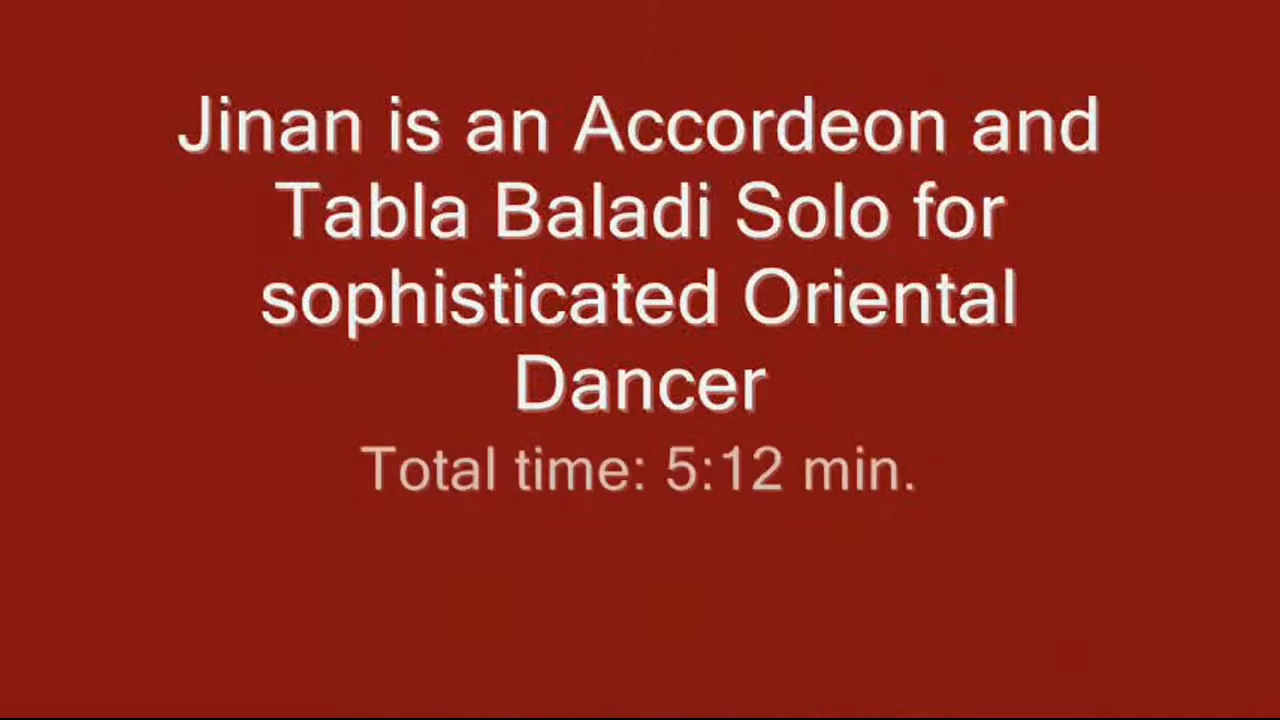 Jinan is an Accordeon and
Tabla Baladi Solo for
sophisticated Oriental
Dancer
Total time: 5:12 min.